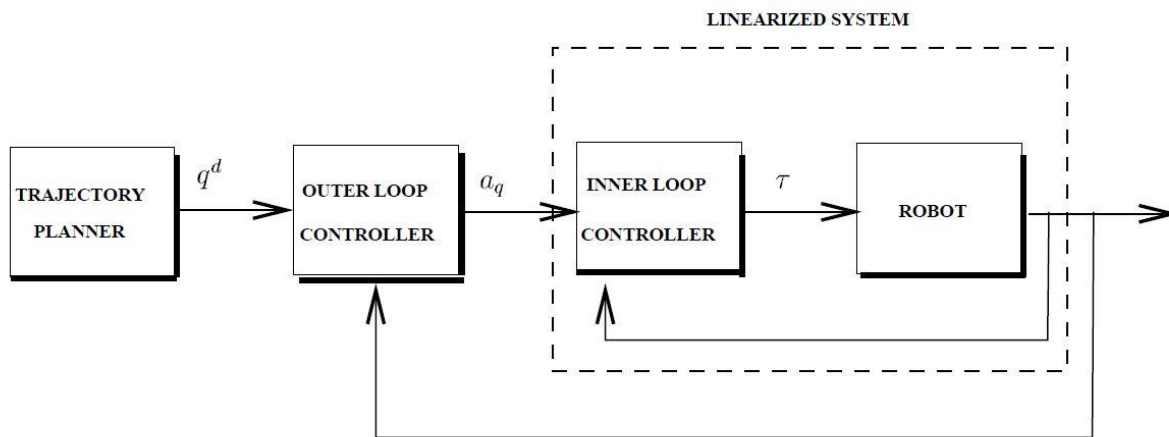 LINEARIZED SYSTEM
TRAJECTORY
PLANNER
q^d
OUTER LOOP
CONTROLLER
a_q
INNER LOOP
CONTROLLER
τ
ROBOT